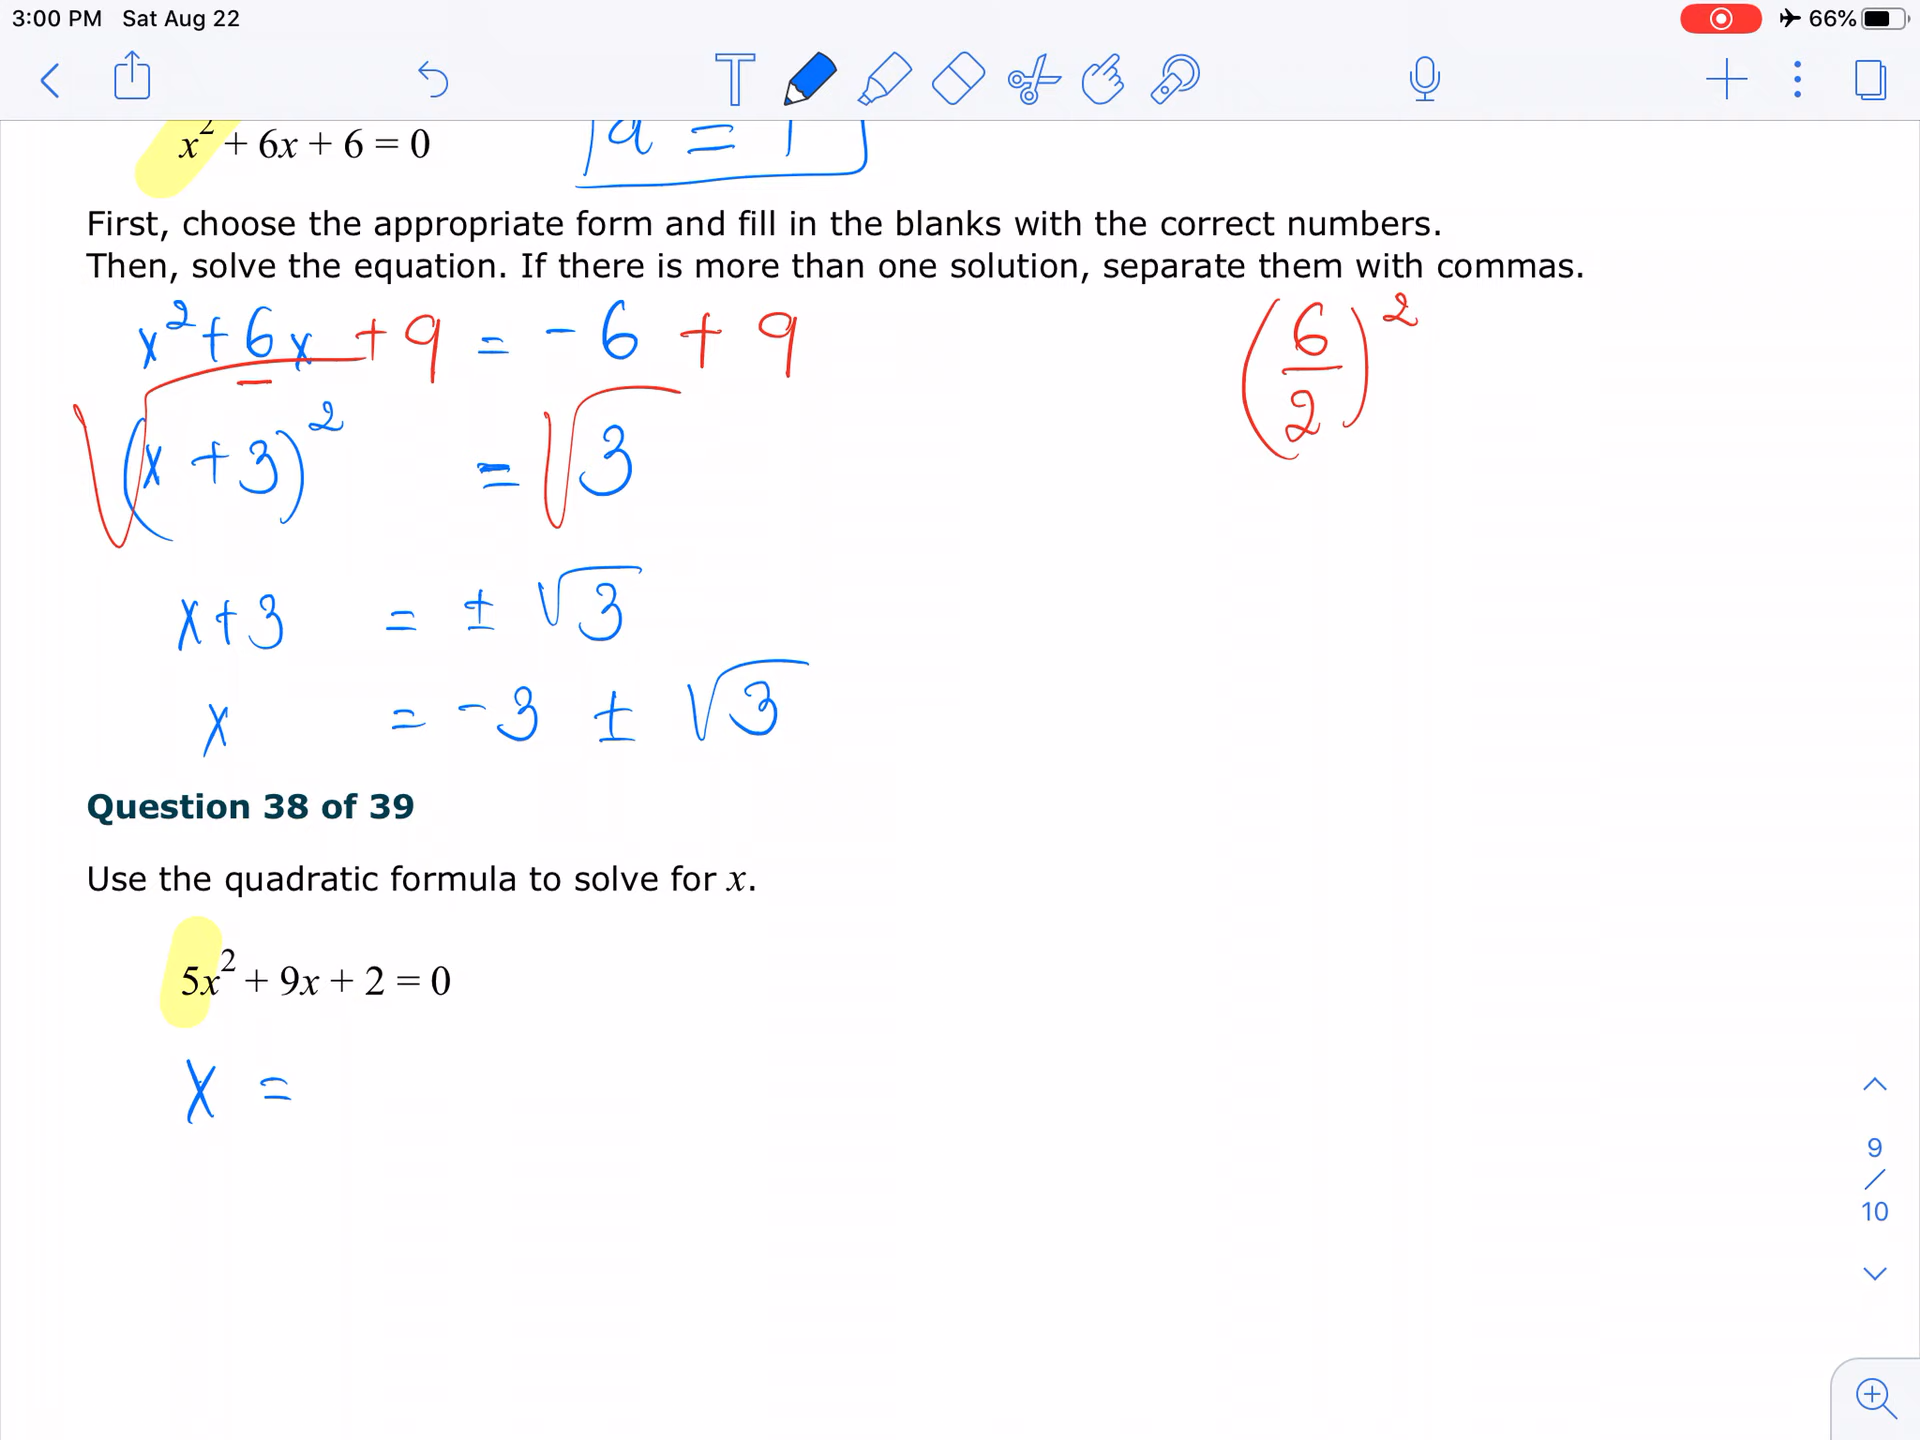 3:00 PM Sat Aug 22
66%
T
x² + 6x + 6 = 0
a = 1
First, choose the appropriate form and fill in the blanks with the correct numbers.
Then, solve the equation. If there is more than one solution, separate them with commas.
x² + 6x + 9 = -6 + 9
(6/2)²
√(x + 3)² = √3
x + 3 = ± √3
x = -3 ± √3
Question 38 of 39
Use the quadratic formula to solve for x.
5x² + 9x + 2 = 0
x =
9
/
10